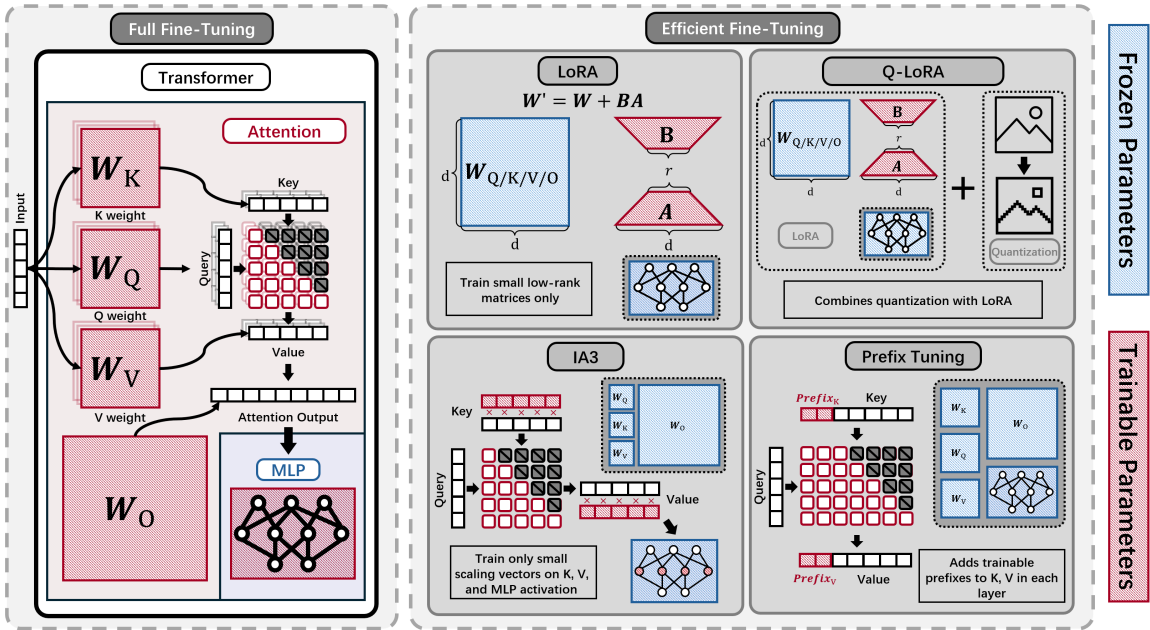 Full Fine-Tuning
Transformer
Attention
W_K
K weight
Input
W_Q
Q weight
W_V
V weight
Key
Query
Value
Attention Output
W_O
MLP
Efficient Fine-Tuning
LoRA
W' = W + BA
d
W_Q/K/V/O
d
B
r
A
d
Train small low-rank
matrices only
Q-LoRA
d
W_Q/K/V/O
d
B
r
A
d
LoRA
+
Quantization
Combines quantization with LoRA
IA3
Key
× × × × ×
Query
× × × × ×
Value
W_Q
W_K
W_V
W_O
Train only small
scaling vectors on K, V,
and MLP activation
Prefix Tuning
Prefix_K
Key
Query
Prefix_V
Value
W_K
W_Q
W_V
W_O
Adds trainable
prefixes to K, V in each
layer
Frozen Parameters
Trainable Parameters